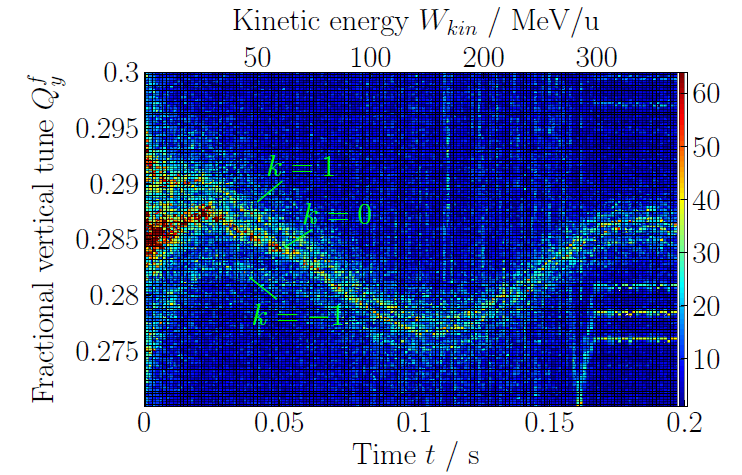 Kinetic energy W_{kin} / MeV/u
50 100 200 300
Fractional vertical tune Q_y^f
0.3
0.295
0.29
0.285
0.28
0.275
k = 1
k = 0
k = −1
60
50
40
30
20
10
0 0.05 0.1 0.15 0.2
Time t / s